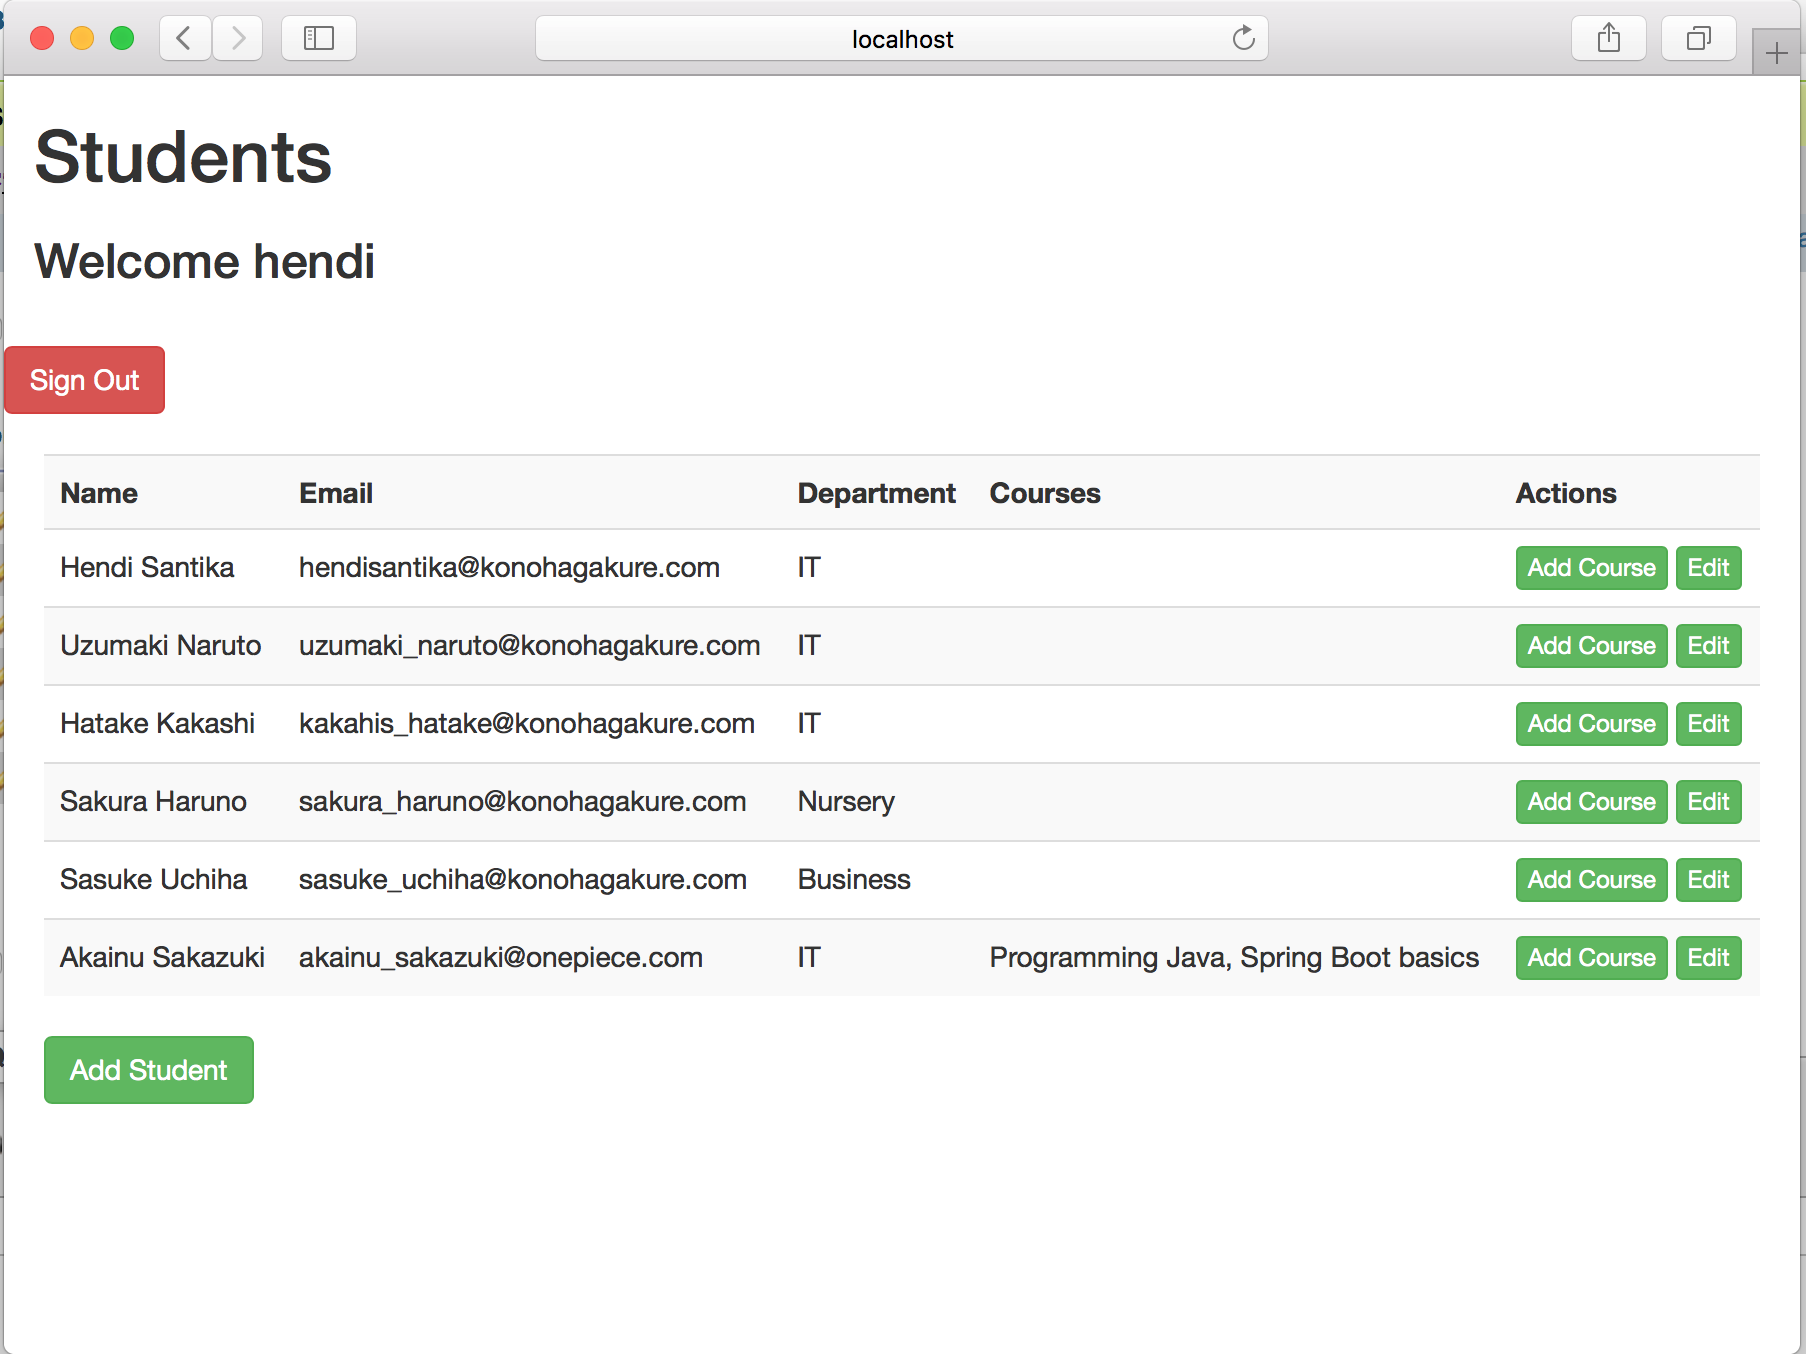 localhost
Students
Welcome hendi
Sign Out
Name Email Department Courses Actions
Hendi Santika hendisantika@konohagakure.com IT Add Course Edit
Uzumaki Naruto uzumaki_naruto@konohagakure.com IT Add Course Edit
Hatake Kakashi kakahis_hatake@konohagakure.com IT Add Course Edit
Sakura Haruno sakura_haruno@konohagakure.com Nursery Add Course Edit
Sasuke Uchiha sasuke_uchiha@konohagakure.com Business Add Course Edit
Akainu Sakazuki akainu_sakazuki@onepiece.com IT Programming Java, Spring Boot basics Add Course Edit
Add Student